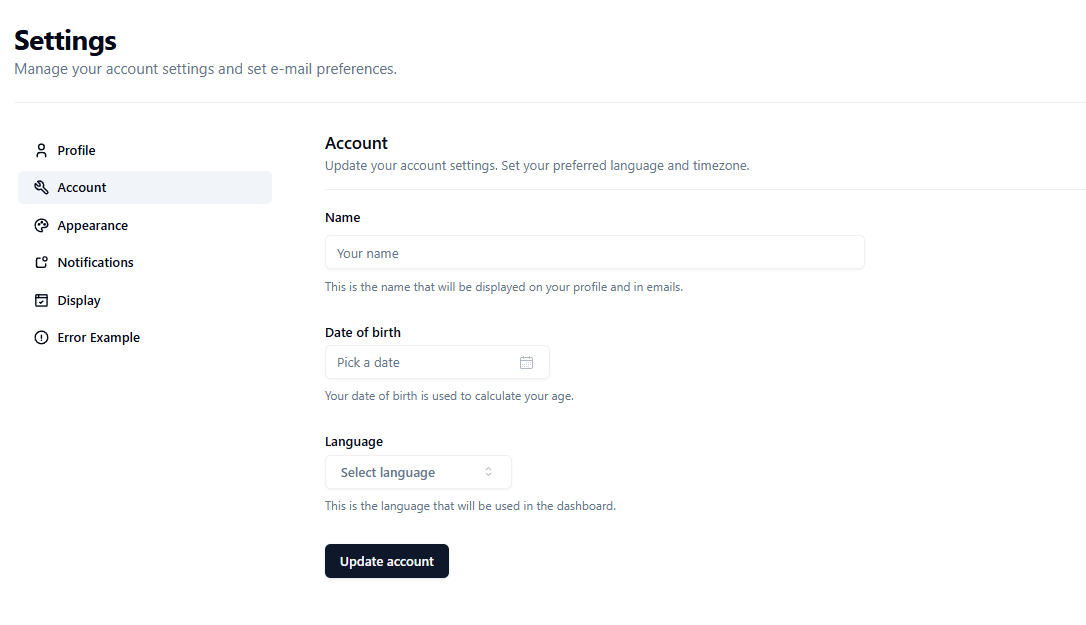 Settings
Manage your account settings and set e-mail preferences.
Profile
Account
Appearance
Notifications
Display
Error Example
Account
Update your account settings. Set your preferred language and timezone.
Name
Your name
This is the name that will be displayed on your profile and in emails.
Date of birth
Pick a date
Your date of birth is used to calculate your age.
Language
Select language
This is the language that will be used in the dashboard.
Update account